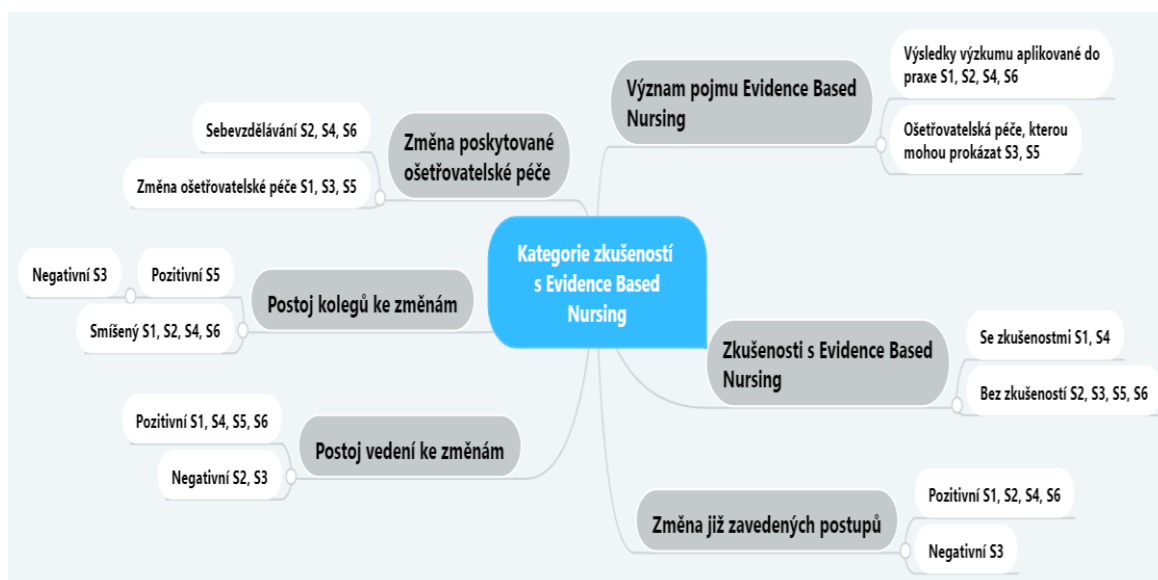 Kategorie zkušeností
s Evidence Based
Nursing
Význam pojmu Evidence Based
Nursing
Výsledky výzkumu aplikované do
praxe S1, S2, S4, S6
Ošetřovatelská péče, kterou
mohou prokázat S3, S5
Zkušenosti s Evidence Based
Nursing
Se zkušenostmi S1, S4
Bez zkušeností S2, S3, S5, S6
Změna již zavedených postupů
Pozitivní S1, S2, S4, S6
Negativní S3
Změna poskytované
ošetřovatelské péče
Sebevzdělávání S2, S4, S6
Změna ošetřovatelské péče S1, S3, S5
Postoj kolegů ke změnám
Pozitivní S5
Negativní S3
Smíšený S1, S2, S4, S6
Postoj vedení ke změnám
Pozitivní S1, S4, S5, S6
Negativní S2, S3